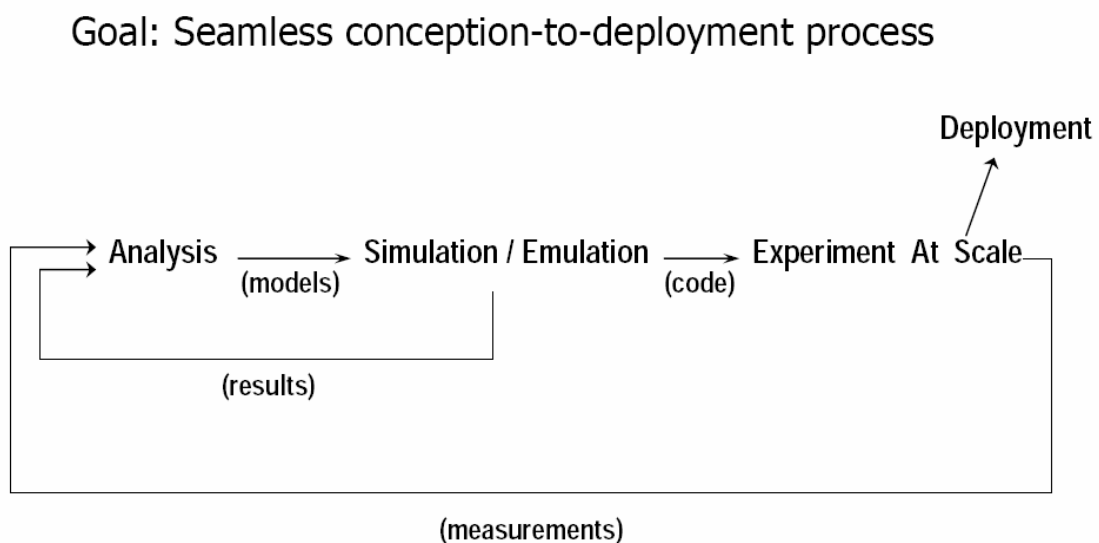 Goal: Seamless conception-to-deployment process
Deployment
Analysis Simulation / Emulation Experiment At Scale
(models) (code)
(results)
(measurements)